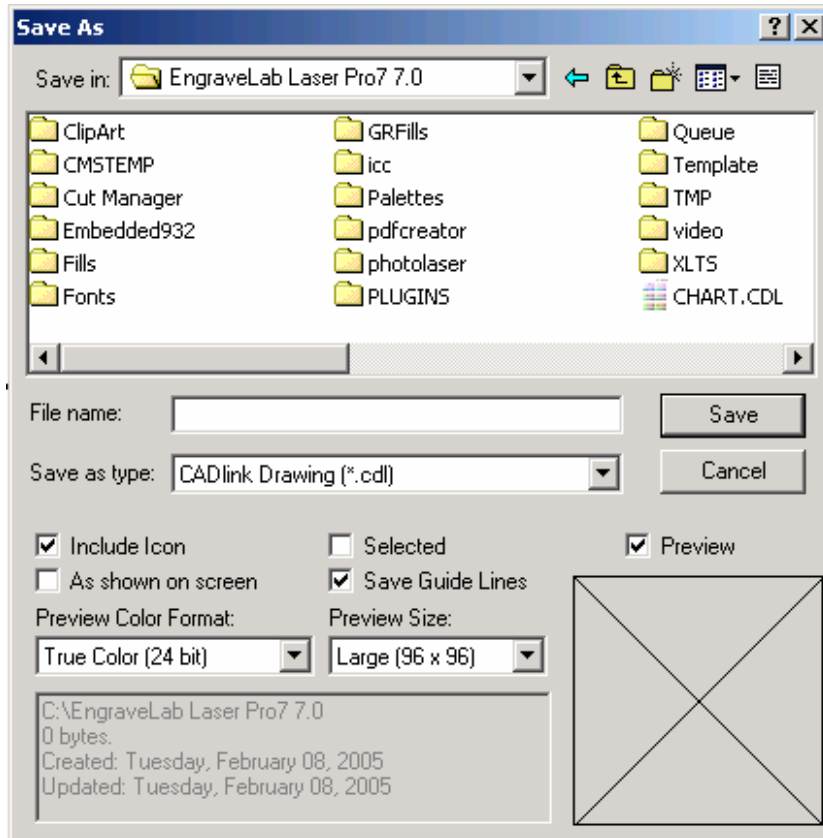 Save As
Save in: EngraveLab Laser Pro7 7.0
ClipArt GRFills Queue
CMSTEMP icc Template
Cut Manager Palettes TMP
Embedded932 pdfcreator video
Fills photolaser XLTS
Fonts PLUGINS CHART.CDL
File name: Save
Save as type: CADlink Drawing (*.cdl) Cancel
Include Icon Selected Preview
As shown on screen Save Guide Lines
Preview Color Format: Preview Size:
True Color (24 bit) Large (96 x 96)
C:\EngraveLab Laser Pro7 7.0
0 bytes.
Created: Tuesday, February 08, 2005
Updated: Tuesday, February 08, 2005